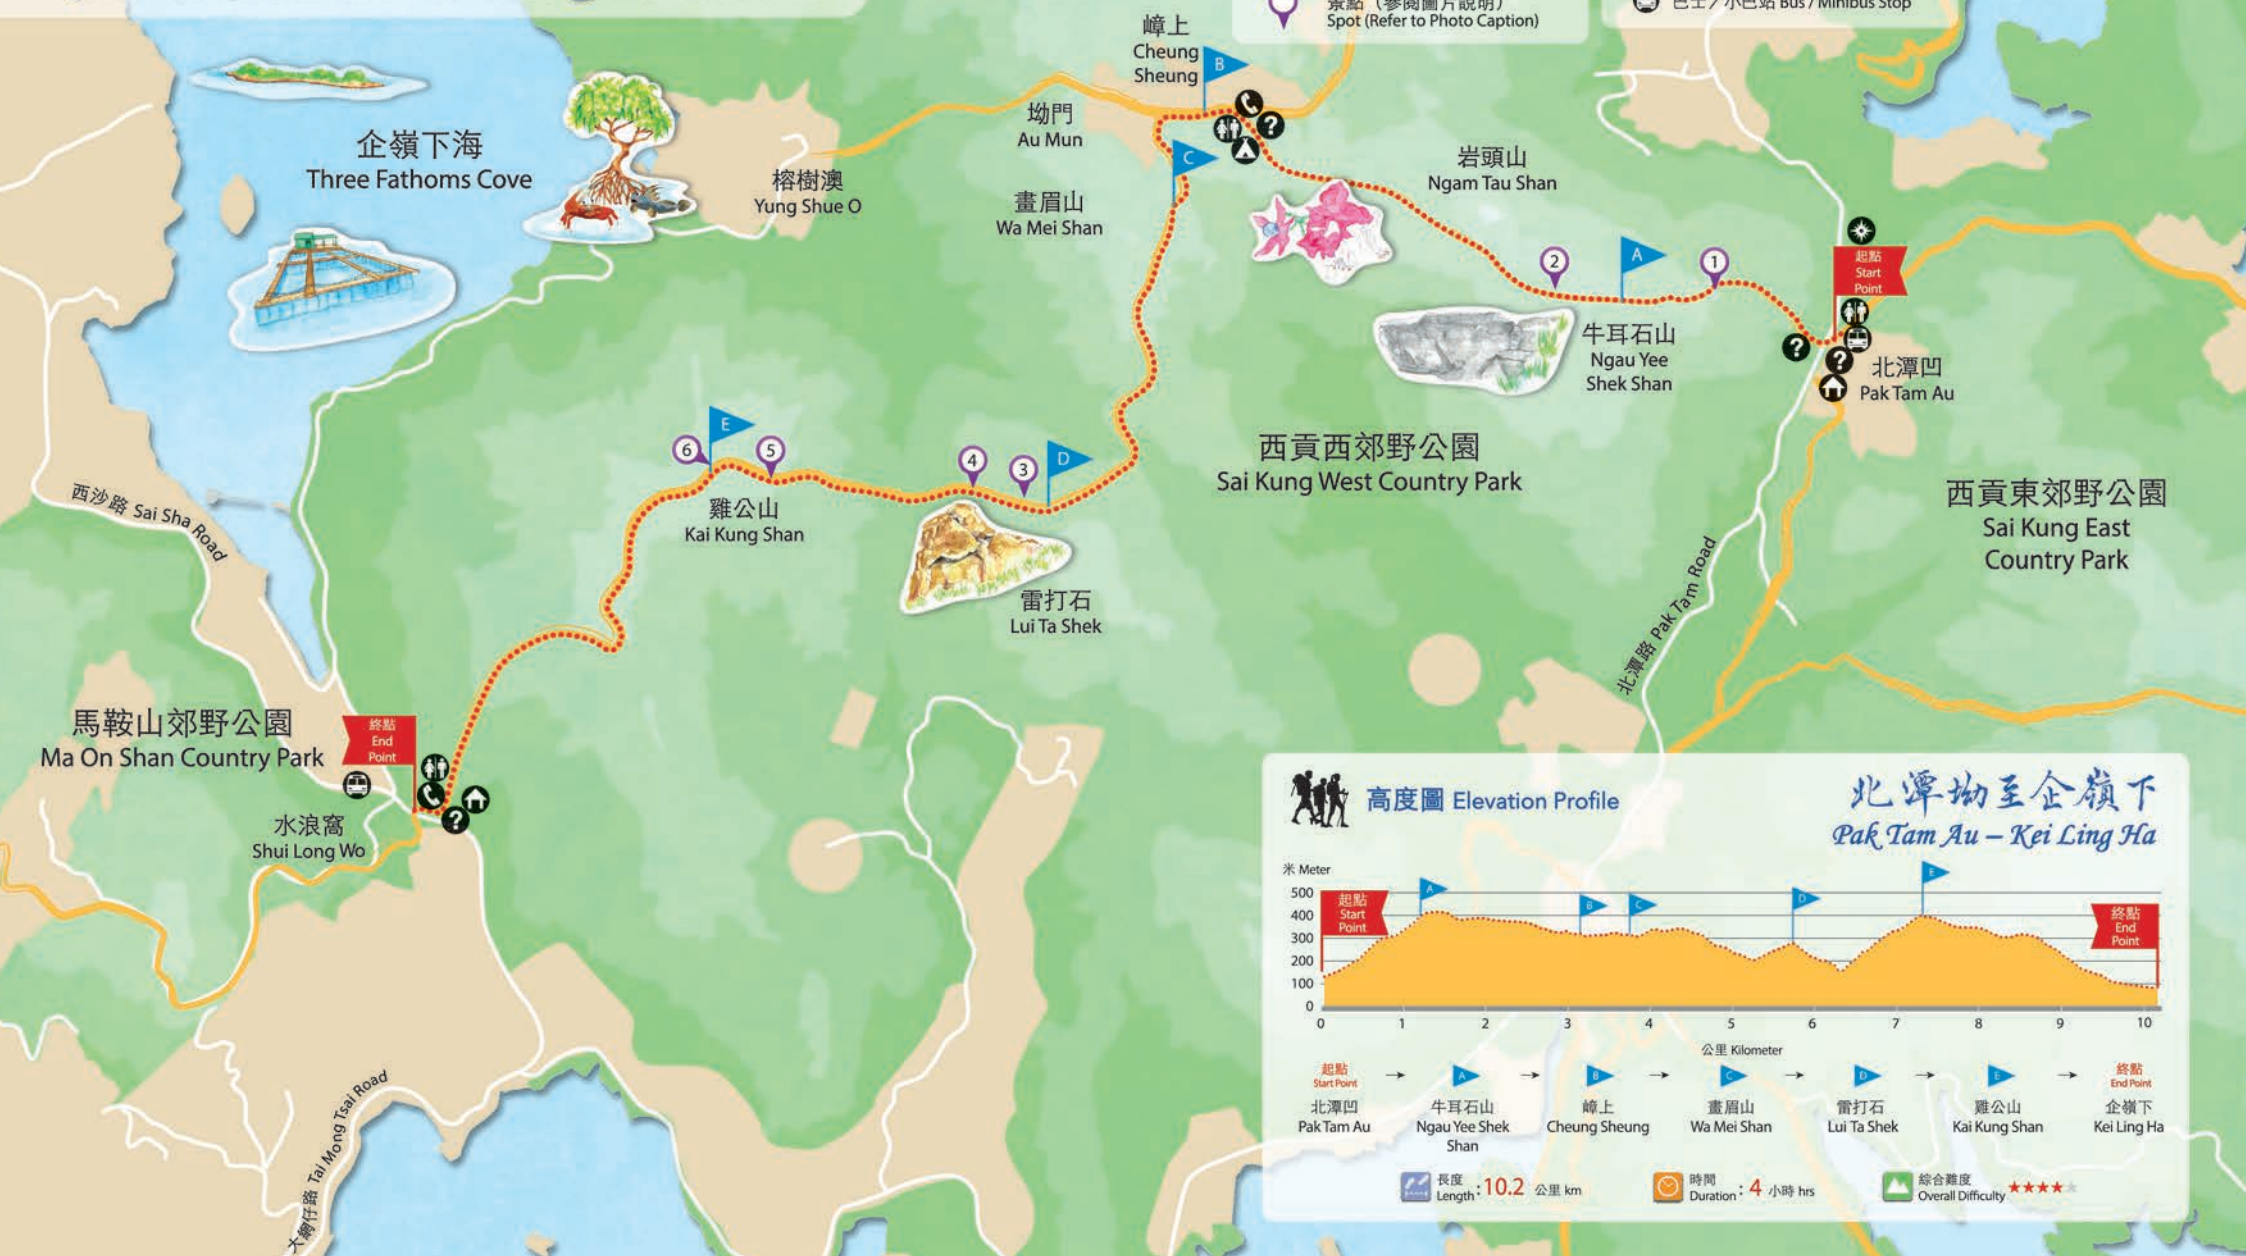 景點（參閱圖片說明）
Spot (Refer to Photo Caption)
巴士／小巴站 Bus / Minibus Stop
嶂上
Cheung
Sheung
B
企嶺下海
Three Fathoms Cove
坳門
Au Mun
C
榕樹澳
Yung Shue O
畫眉山
Wa Mei Shan
岩頭山
Ngam Tau Shan
2
A
1
起點
Start
Point
牛耳石山
Ngau Yee
Shek Shan
北潭凹
Pak Tam Au
E
6
5
4
3
D
西貢西郊野公園
Sai Kung West Country Park
西貢東郊野公園
Sai Kung East
Country Park
西沙路 Sai Sha Road
雞公山
Kai Kung Shan
雷打石
Lui Ta Shek
北潭路 Pak Tam Road
馬鞍山郊野公園
Ma On Shan Country Park
終點
End
Point
水浪窩
Shui Long Wo
大網仔路 Tai Mong Tsai Road
高度圖 Elevation Profile
北潭坳至企嶺下
Pak Tam Au – Kei Ling Ha
米 Meter
500
400
300
200
100
0
起點
Start
Point
A
B
C
D
E
終點
End
Point
0 1 2 3 4 5 6 7 8 9 10
公里 Kilometer
起點
Start Point
A
B
C
D
E
終點
End Point
北潭凹
Pak Tam Au
牛耳石山
Ngau Yee Shek
Shan
嶂上
Cheung Sheung
畫眉山
Wa Mei Shan
雷打石
Lui Ta Shek
雞公山
Kai Kung Shan
企嶺下
Kei Ling Ha
長度
Length : 10.2 公里 km
時間
Duration : 4 小時 hrs
綜合難度
Overall Difficulty ★★★★★